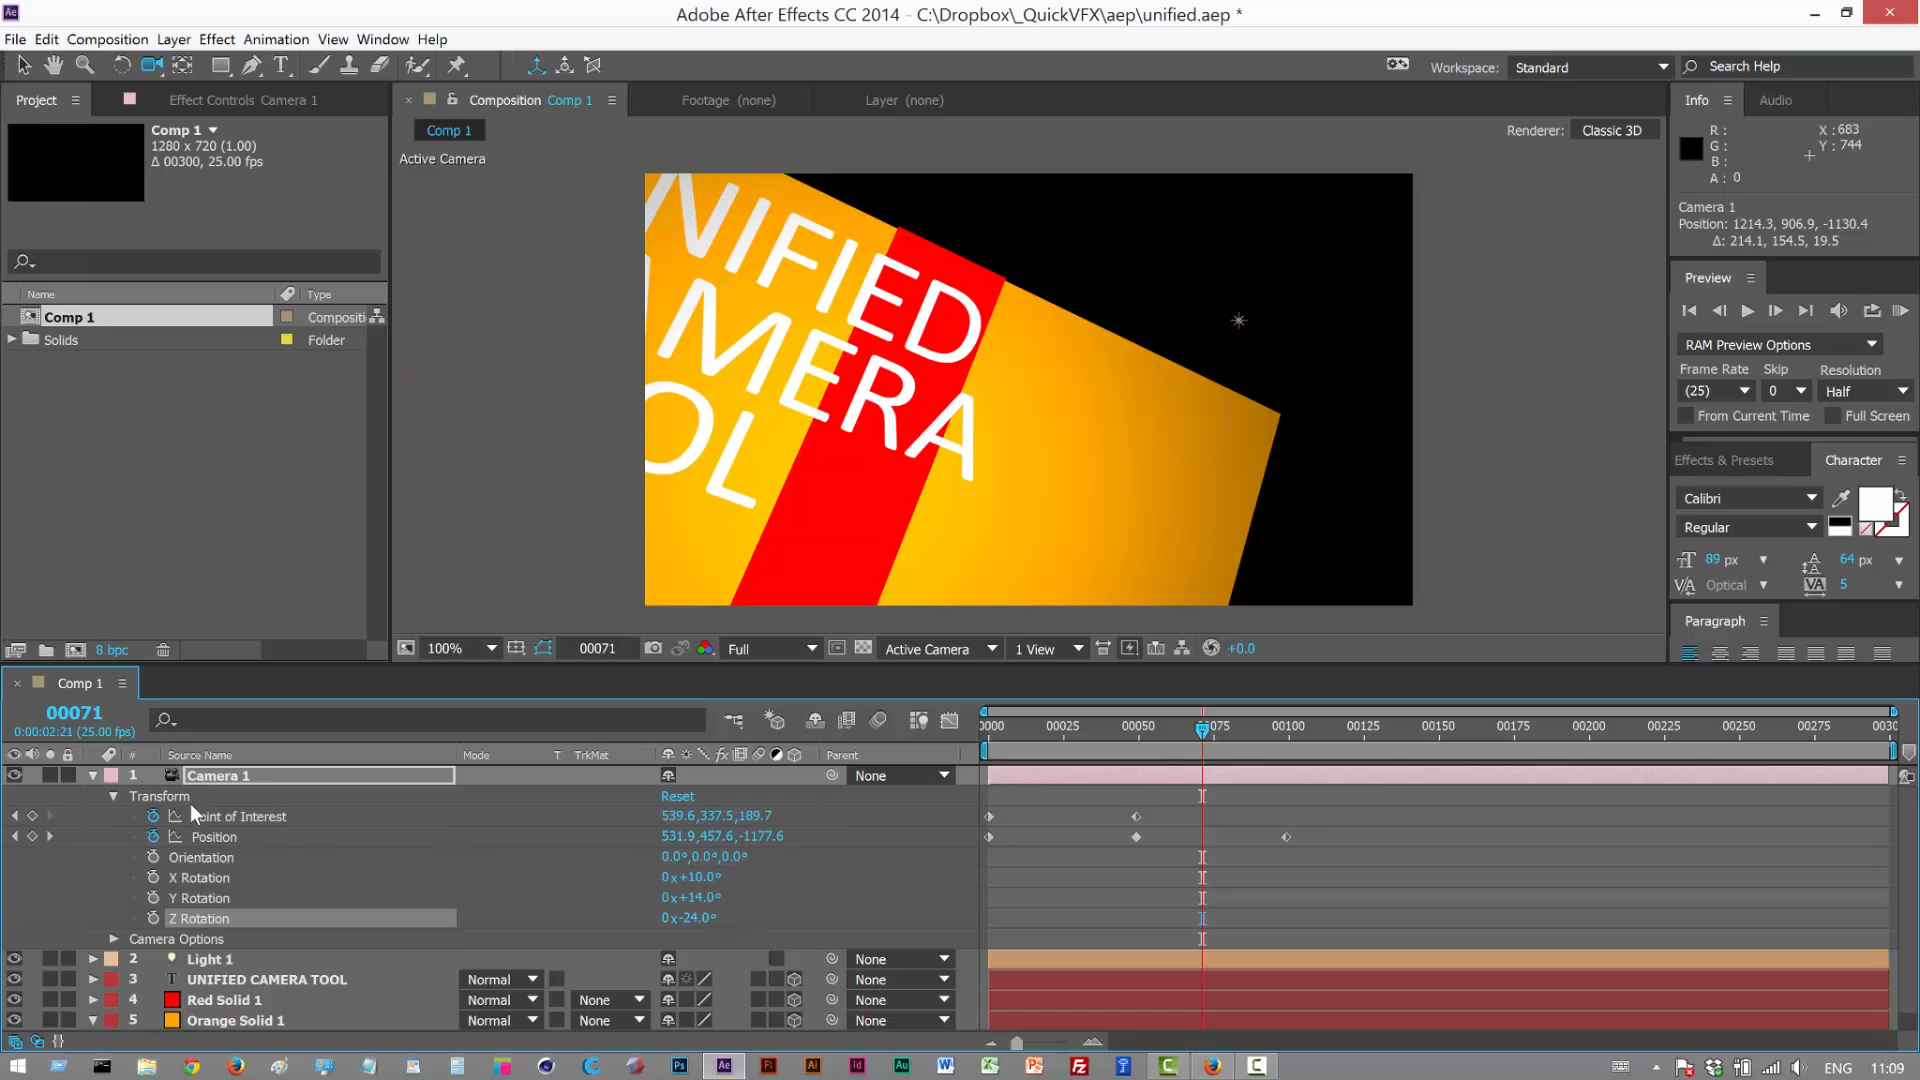 Adobe After Effects CC 2014 - C:\Dropbox\_QuickVFX\aep\unified.aep *
File Edit Composition Layer Effect Animation View Window Help
Workspace: Standard Search Help
Project Effect Controls Camera 1 Composition Comp 1 Footage (none) Layer (none) Info Audio
Comp 1
1280 x 720 (1.00)
Δ 00300, 25.00 fps
Comp 1 Renderer: Classic 3D
Active Camera
R: X: 683
G: Y: 744
B:
A: 0
Camera 1
Position: 1214.3, 906.9, -1130.4
Δ: 214.1, 154.5, 19.5
NIFIED
AMERA
OL
Preview
RAM Preview Options
Frame Rate Skip Resolution
(25) 0 Half
From Current Time Full Screen
Name Type
Comp 1 Compositi
Solids Folder
Effects & Presets Character
Calibri
Regular
89 px 64 px
Optical 5
Paragraph
8 bpc
100% 00071 Full Active Camera 1 View +0.0
Comp 1
00071
0:00:02:21 (25.00 fps)
0000 00025 00050 00075 00100 00125 00150 00175 00200 00225 00250 00275 0030
# Source Name Mode T TrkMat fx Parent
1 Camera 1 None
Transform Reset
Point of Interest 539.6,337.5,189.7
Position 531.9,457.6,-1177.6
Orientation 0.0°,0.0°,0.0°
X Rotation 0x+10.0°
Y Rotation 0x+14.0°
Z Rotation 0x-24.0°
Camera Options
2 Light 1 None
3 T UNIFIED CAMERA TOOL Normal None
4 Red Solid 1 Normal None None
5 Orange Solid 1 Normal None None
Ps Ae Fl Ai Id Au W X P Fz C C ENG 11:09